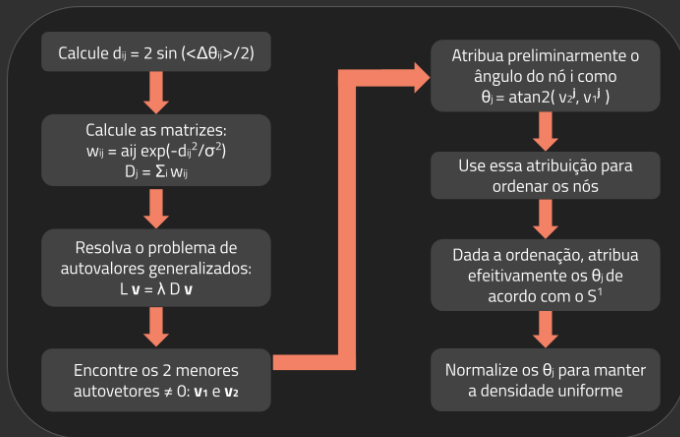 Calcule dᵢⱼ = 2 sin (<Δθᵢⱼ>/2)
Calcule as matrizes:
wᵢⱼ = aij exp(-dᵢⱼ²/σ²)
Dⱼ = Σᵢ wᵢⱼ
Resolva o problema de
autovalores generalizados:
L v = λ D v
Encontre os 2 menores
autovetores ≠ 0: v₁ e v₂
Atribua preliminarmente o
ângulo do nó i como
θⱼ = atan2( v₂ʲ, v₁ʲ )
Use essa atribuição para
ordenar os nós
Dada a ordenação, atribua
efeitivamente os θⱼ de
acordo com o S¹
Normalize os θⱼ para manter
a densidade uniforme